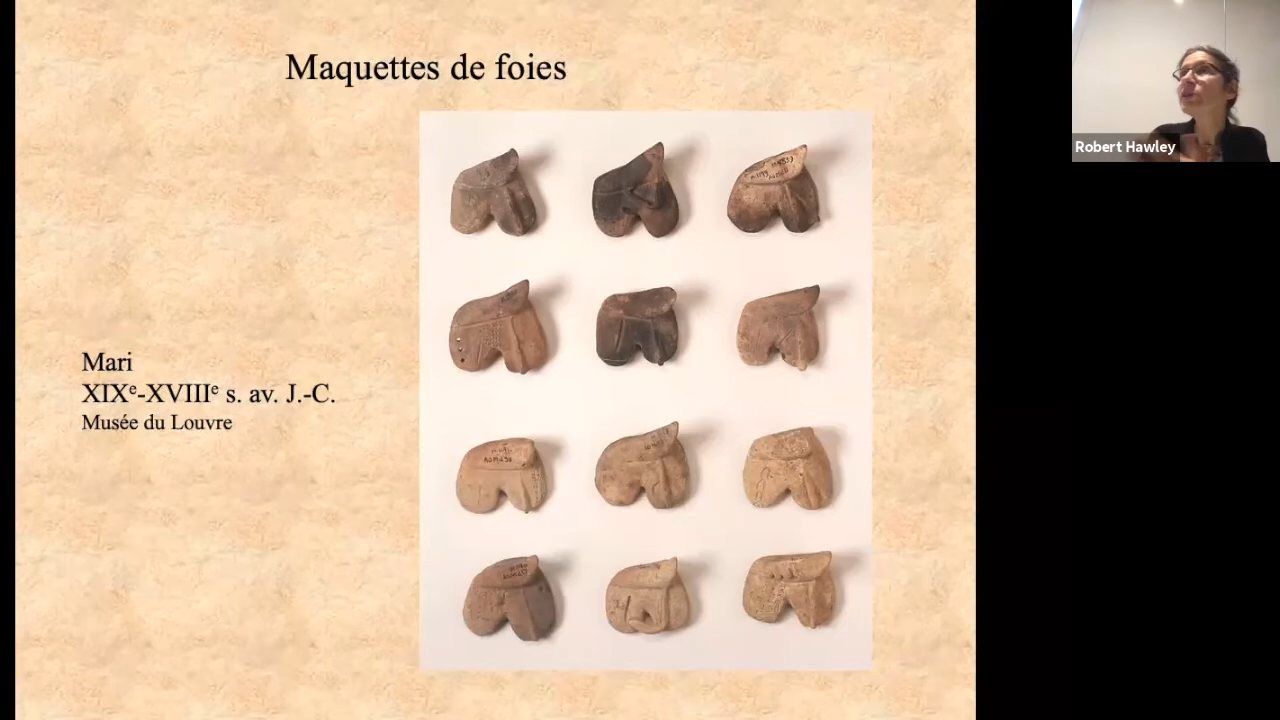 Maquettes de foies
Mari
XIXᵉ-XVIIIᵉ s. av. J.-C.
Musée du Louvre
Robert Hawley